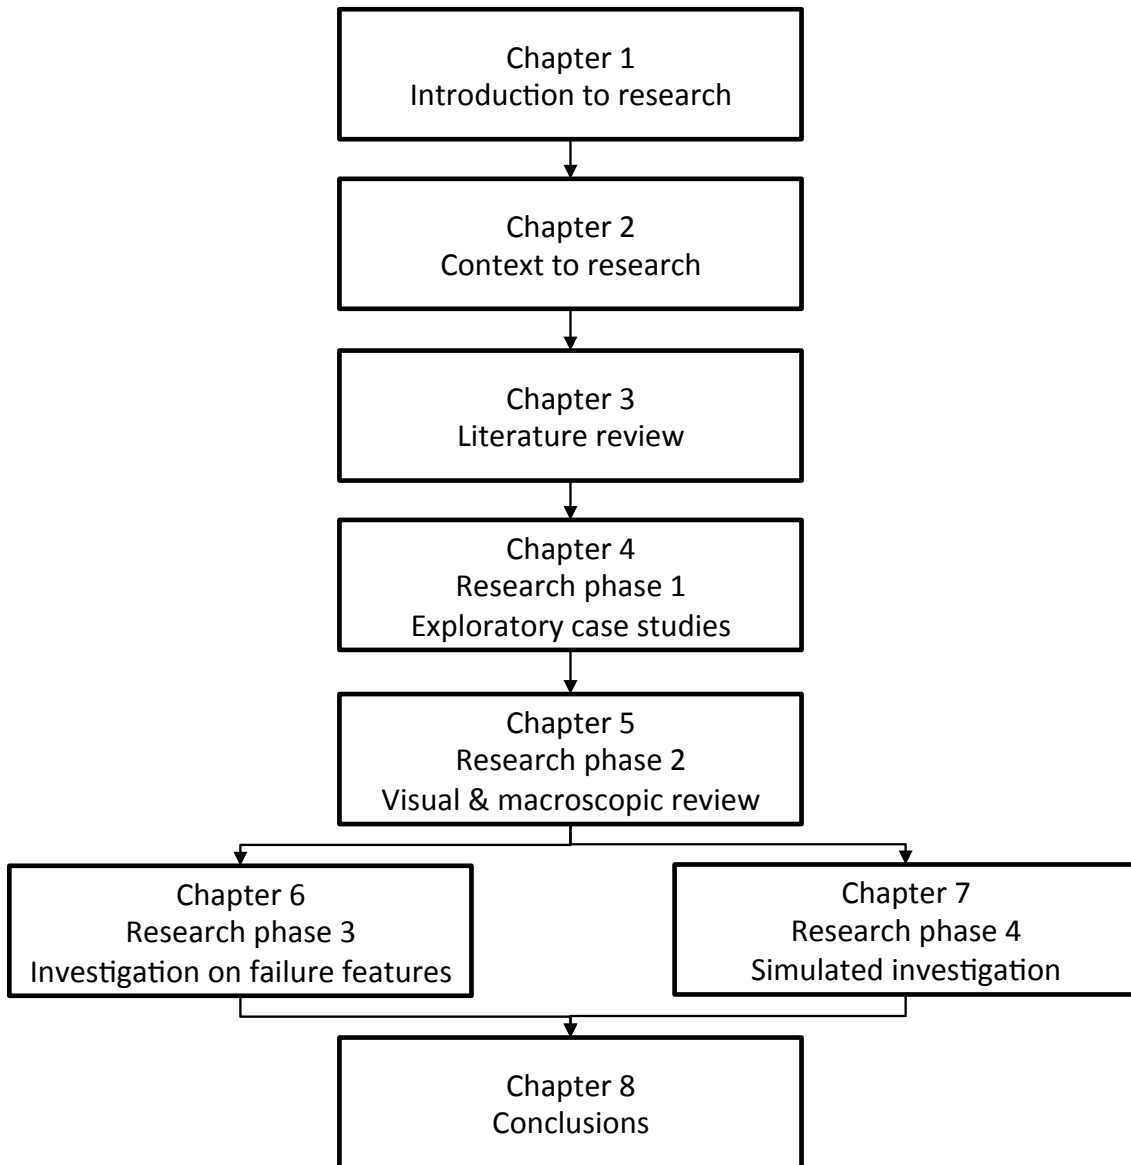 Chapter 1
Introduction to research
Chapter 2
Context to research
Chapter 3
Literature review
Chapter 4
Research phase 1
Exploratory case studies
Chapter 5
Research phase 2
Visual & macroscopic review
Chapter 6
Research phase 3
Investigation on failure features
Chapter 7
Research phase 4
Simulated investigation
Chapter 8
Conclusions